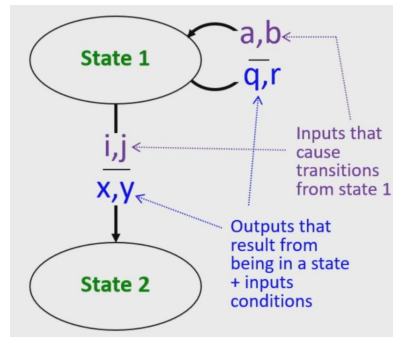 State 1
a,b
q,r
i,j
x,y
Inputs that
cause
transitions
from state 1
Outputs that
result from
being in a state
+ inputs
conditions
State 2